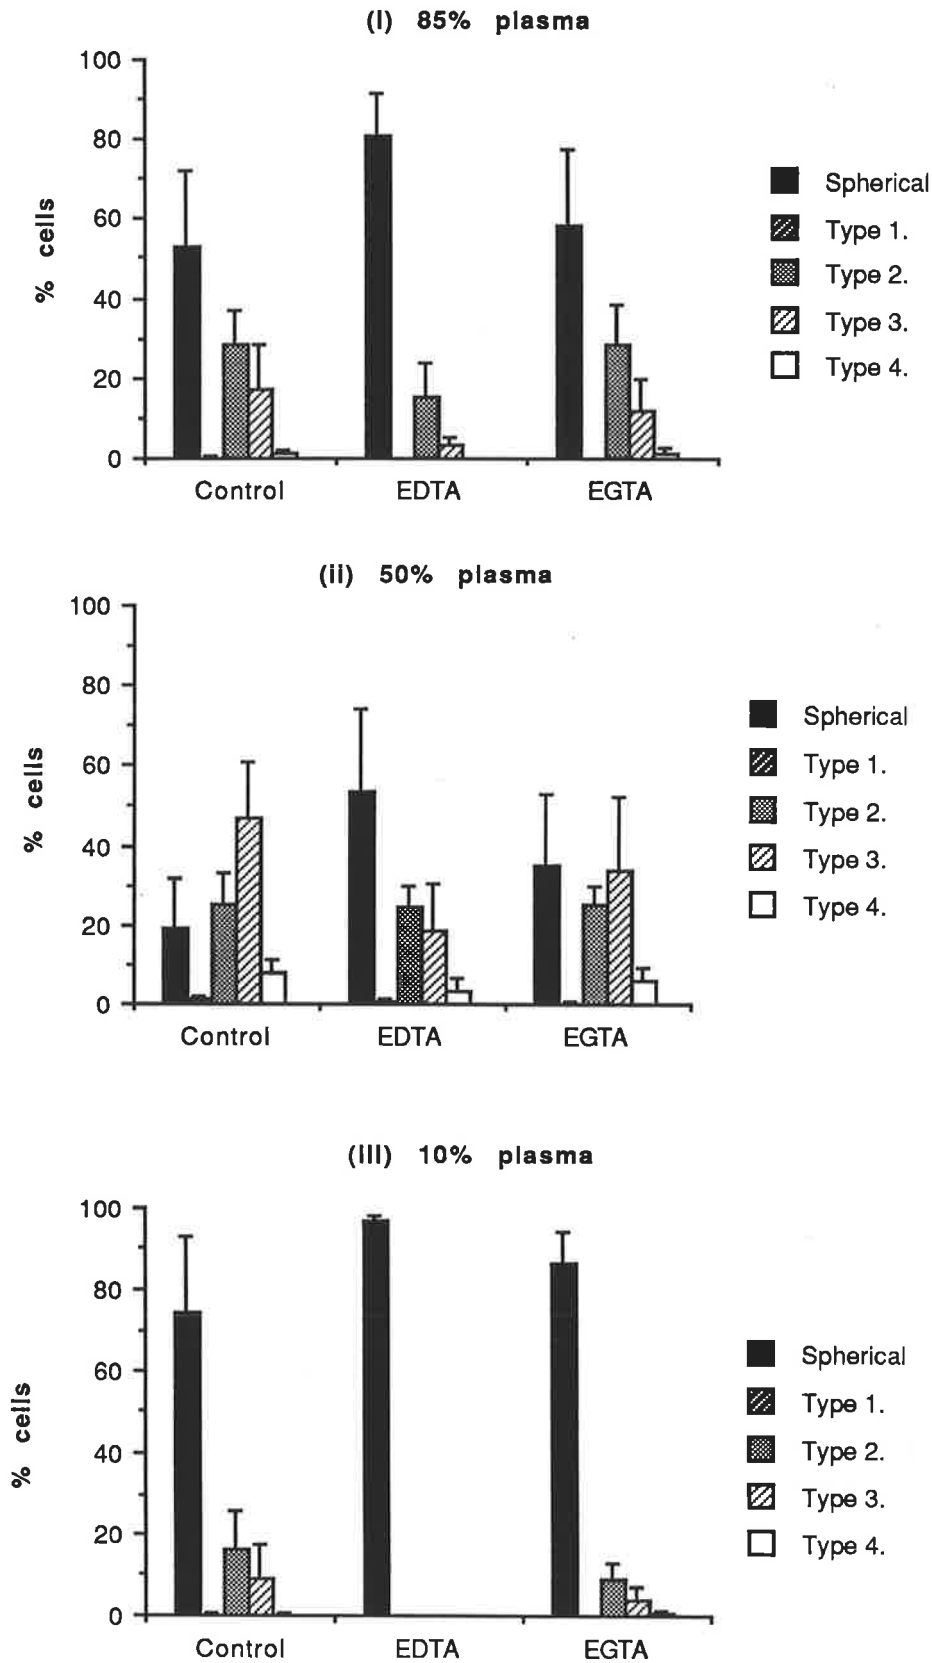 (i) 85% plasma
100
80
60
40
20
0
% cells
Control EDTA EGTA
Spherical
Type 1.
Type 2.
Type 3.
Type 4.
(ii) 50% plasma
100
80
60
40
20
0
% cells
Control EDTA EGTA
Spherical
Type 1.
Type 2.
Type 3.
Type 4.
(iii) 10% plasma
100
80
60
40
20
0
% cells
Control EDTA EGTA
Spherical
Type 1.
Type 2.
Type 3.
Type 4.